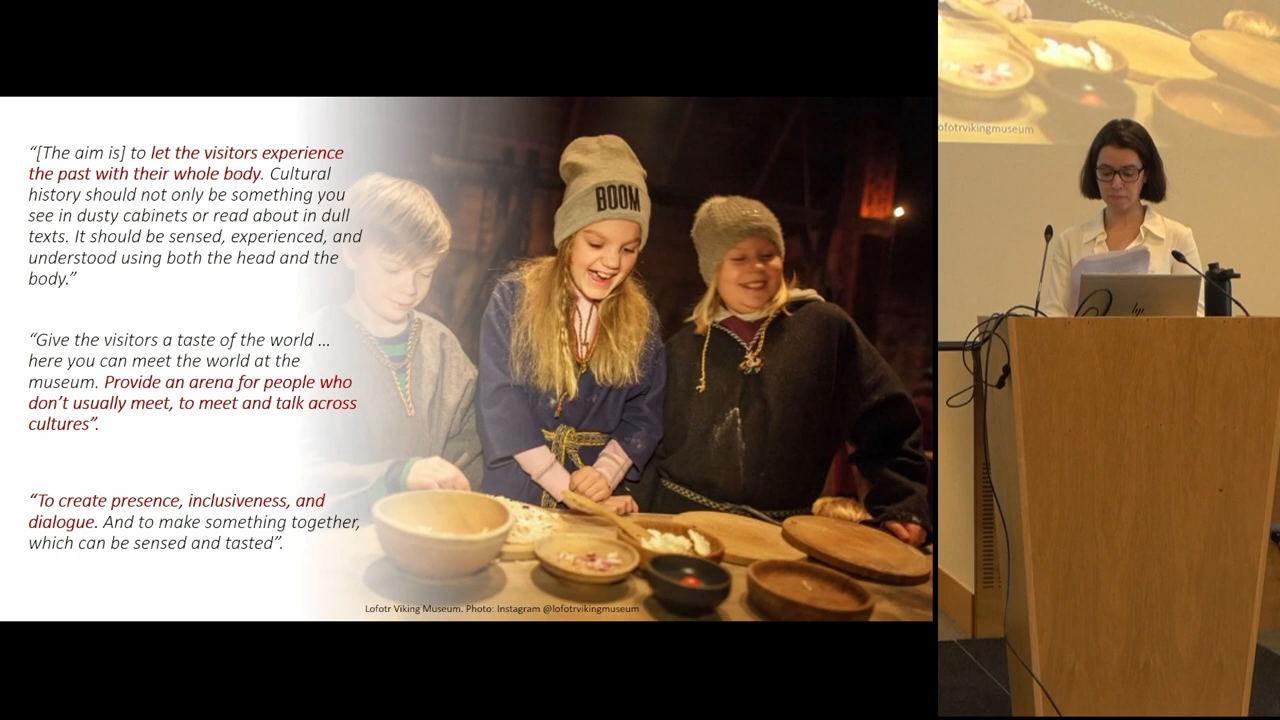 “[The aim is] to let the visitors experience
the past with their whole body. Cultural
history should not only be something you
see in dusty cabinets or read about in dull
texts. It should be sensed, experienced, and
understood using both the head and the
body.”
“Give the visitors a taste of the world …
here you can meet the world at the
museum. Provide an arena for people who
don’t usually meet, to meet and talk across
cultures”.
“To create presence, inclusiveness, and
dialogue. And to make something together,
which can be sensed and tasted”.
BOOM
Lofotr Viking Museum. Photo: Instagram @lofotrvikingmuseum
ofotrvikingmuseum
hp